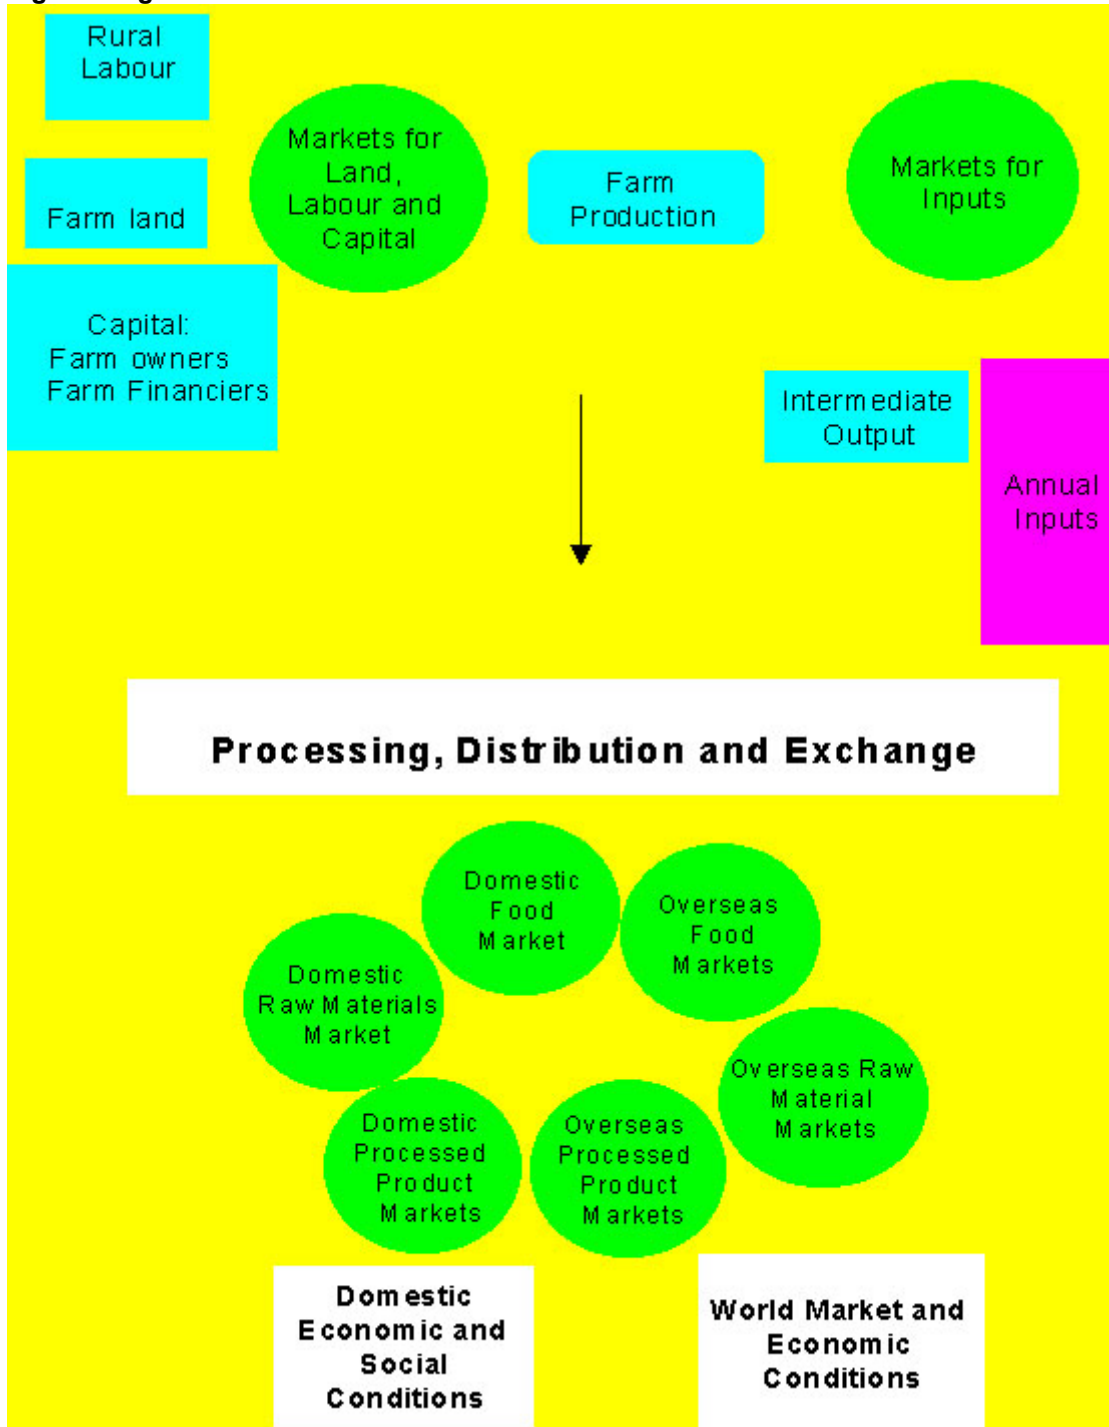 Rural
Labour
Markets for
Land,
Labour and
Capital
Farm
Production
Markets for
Inputs
Farm land
Capital:
Farm owners
Farm Financiers
Intermediate
Output
Annual
Inputs
Processing, Distribution and Exchange
Domestic
Food
Market
Overseas
Food
Markets
Domestic
Raw Materials
Market
Overseas Raw
Material
Markets
Domestic
Processed
Product
Markets
Overseas
Processed
Product
Markets
Domestic
Economic and
Social
Conditions
World Market and
Economic
Conditions